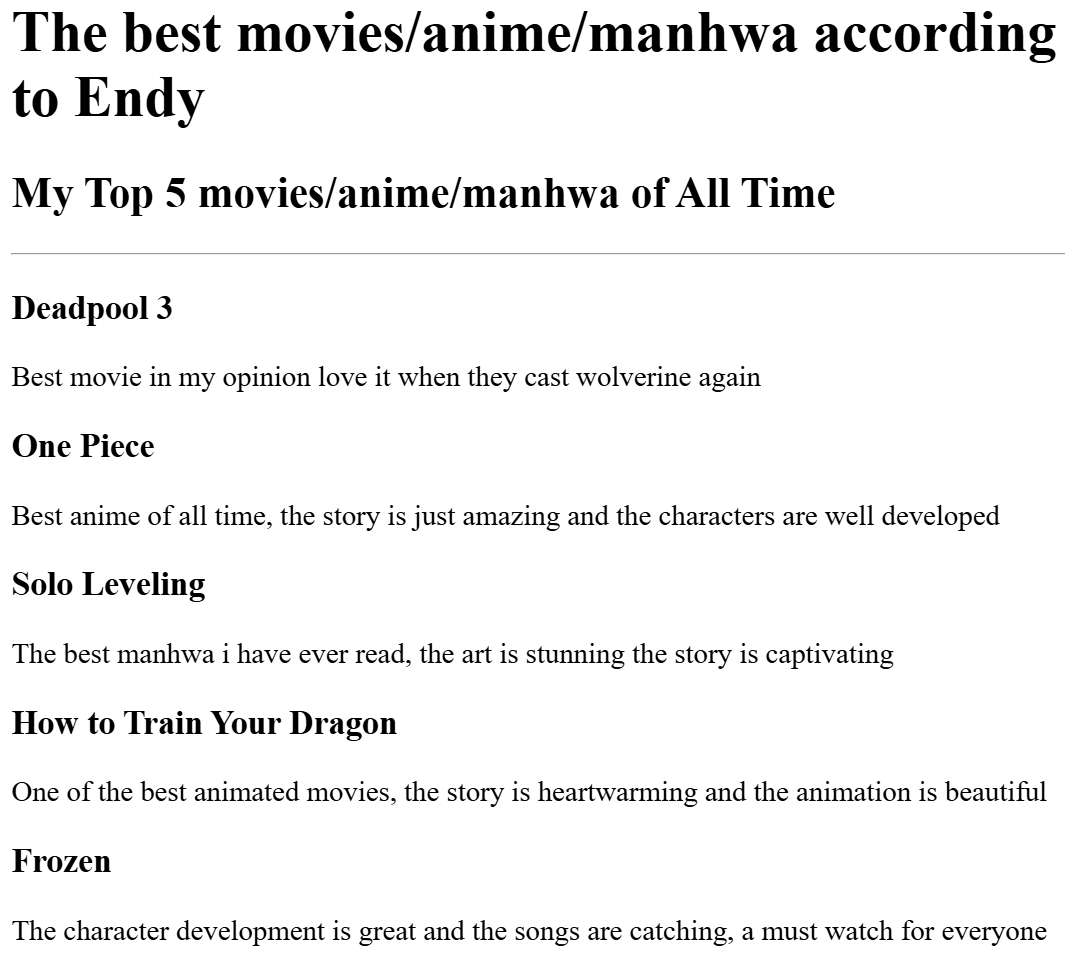 The best movies/anime/manhwa according
to Endy
My Top 5 movies/anime/manhwa of All Time
Deadpool 3
Best movie in my opinion love it when they cast wolverine again
One Piece
Best anime of all time, the story is just amazing and the characters are well developed
Solo Leveling
The best manhwa i have ever read, the art is stunning the story is captivating
How to Train Your Dragon
One of the best animated movies, the story is heartwarming and the animation is beautiful
Frozen
The character development is great and the songs are catching, a must watch for everyone